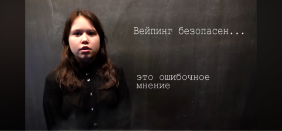 Вейпинг безопасен...
это ошибочное
мнение